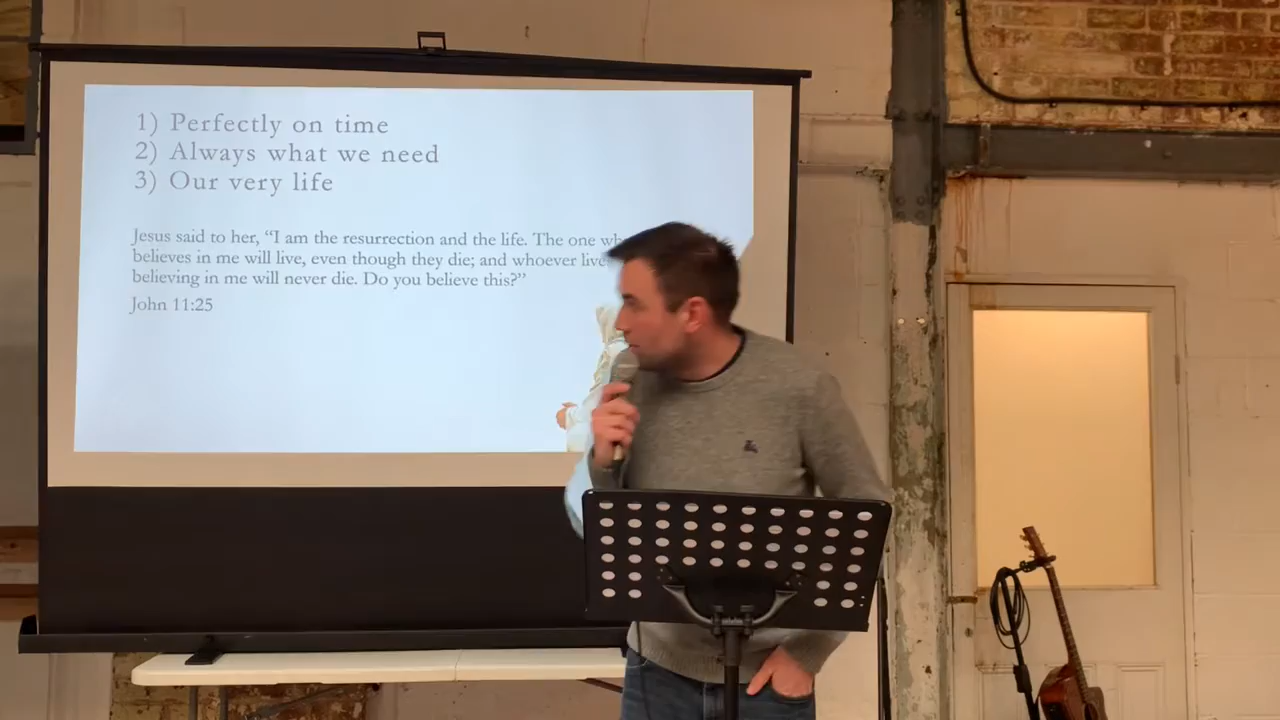 1) Perfectly on time
2) Always what we need
3) Our very life
Jesus said to her, “I am the resurrection and the life. The one
believes in me will live, even though they die; and whoever
believing in me will never die. Do you believe this?”
John 11:25